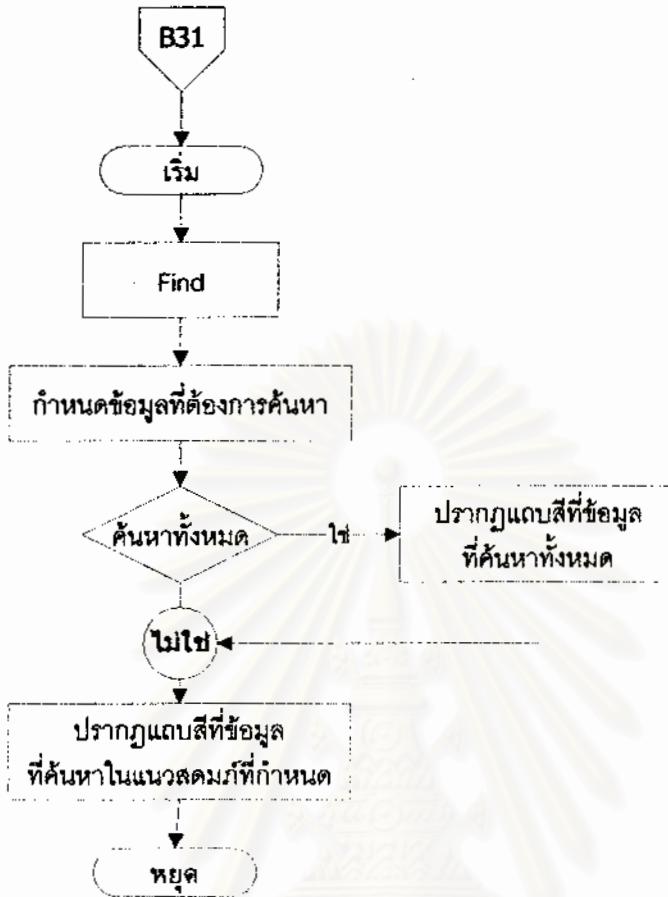 B31
เริ่ม
Find
กำหนดข้อมูลที่ต้องการค้นหา
ค้นหาทั้งหมด
ใช่
ปรากฏแถบสีที่ข้อมูล
ที่ค้นหาทั้งหมด
ไม่ใช่
ปรากฏแถบสีที่ข้อมูล
ที่ค้นหาในแนวสดมภ์ที่กำหนด
หยุด